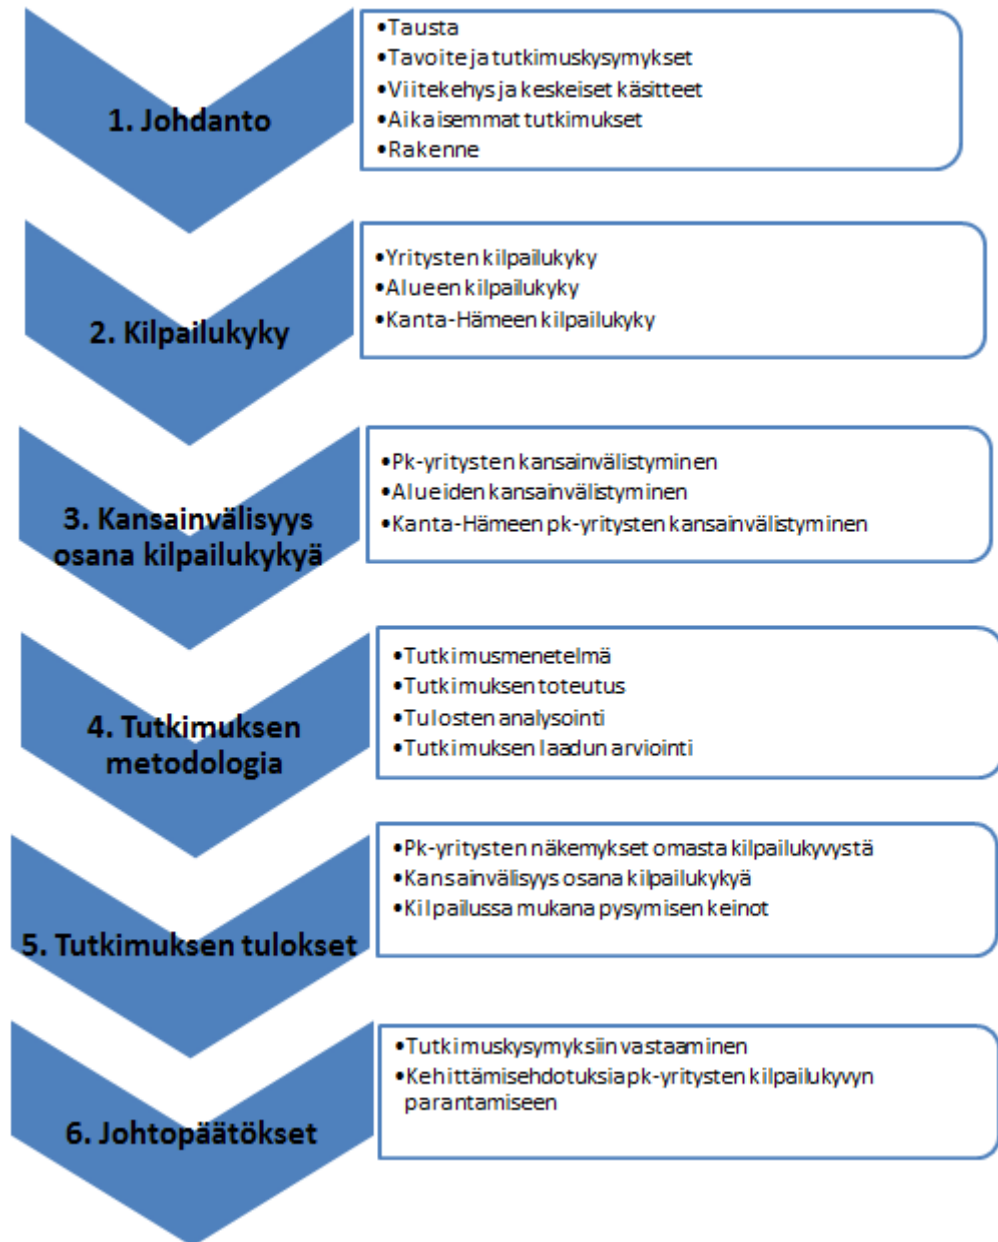 1. Johdanto
•Tausta
•Tavoite ja tutkimuskysymykset
•Viitekehys ja keskeiset käsitteet
•Aikaisemmat tutkimukset
•Rakenne
2. Kilpailukyky
•Yritysten kilpailukyky
•Alueen kilpailukyky
•Kanta-Hämeen kilpailukyky
3. Kansainvälisyys
osana kilpailukykyä
•Pk-yritysten kansainvälistyminen
•Alueiden kansainvälistyminen
•Kanta-Hämeen pk-yritysten kansainvälistyminen
4. Tutkimuksen
metodologia
•Tutkimusmenetelmä
•Tutkimuksen toteutus
•Tulosten analysointi
•Tutkimuksen laadun arviointi
5. Tutkimuksen tulokset
•Pk-yritysten näkemykset omasta kilpailukyvystä
•Kansainvälisyys osana kilpailukykyä
•Kilpailussa mukana pysymisen keinot
6. Johtopäätökset
•Tutkimuskysymyksiin vastaaminen
•Kehittämisehdotuksia pk-yritysten kilpailukyvyn
parantamiseen